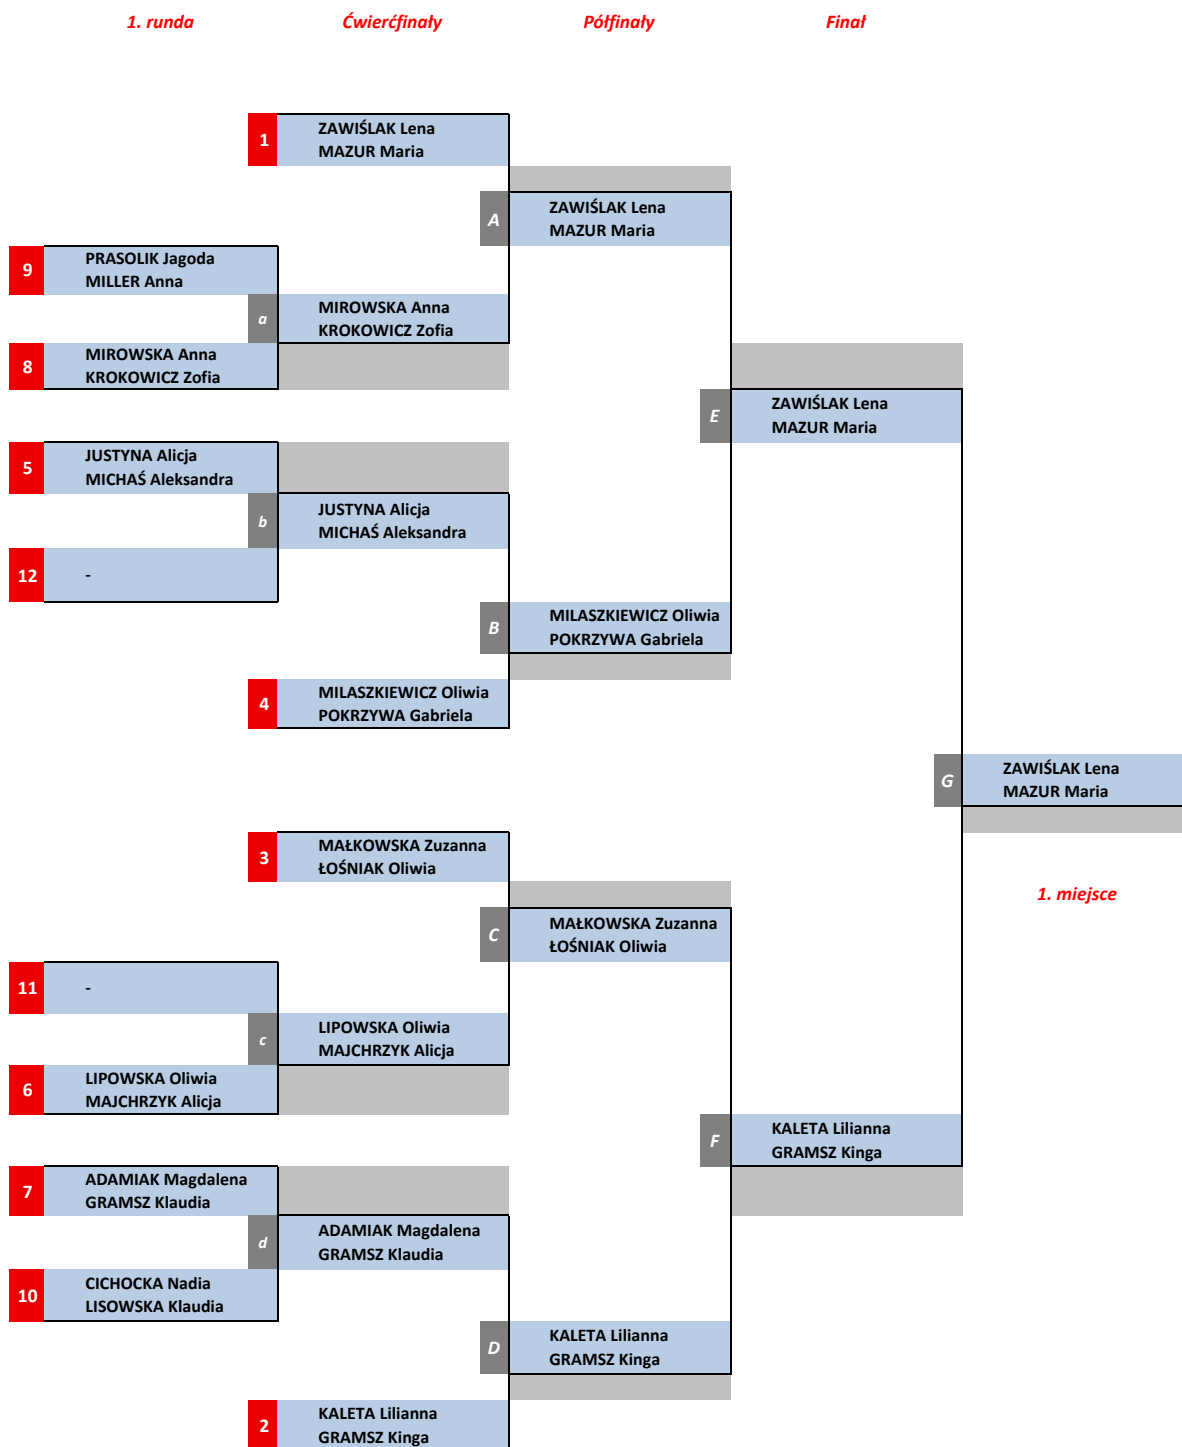 1. runda
Ćwierćfinały
Półfinały
Finał
1
ZAWIŚLAK Lena
MAZUR Maria
A
ZAWIŚLAK Lena
MAZUR Maria
9
PRASOLIK Jagoda
MILLER Anna
a
MIROWSKA Anna
KROKOWICZ Zofia
8
MIROWSKA Anna
KROKOWICZ Zofia
E
ZAWIŚLAK Lena
MAZUR Maria
5
JUSTYNA Alicja
MICHAŚ Aleksandra
b
JUSTYNA Alicja
MICHAŚ Aleksandra
12
-
B
MILASZKIEWICZ Oliwia
POKRZYWA Gabriela
4
MILASZKIEWICZ Oliwia
POKRZYWA Gabriela
G
ZAWIŚLAK Lena
MAZUR Maria
3
MAŁKOWSKA Zuzanna
ŁOŚNIAK Oliwia
1. miejsce
C
MAŁKOWSKA Zuzanna
ŁOŚNIAK Oliwia
11
-
c
LIPOWSKA Oliwia
MAJCHRZYK Alicja
6
LIPOWSKA Oliwia
MAJCHRZYK Alicja
F
KALETA Lilianna
GRAMSZ Kinga
7
ADAMIAK Magdalena
GRAMSZ Klaudia
d
ADAMIAK Magdalena
GRAMSZ Klaudia
10
CICHOCKA Nadia
LISOWSKA Klaudia
D
KALETA Lilianna
GRAMSZ Kinga
2
KALETA Lilianna
GRAMSZ Kinga